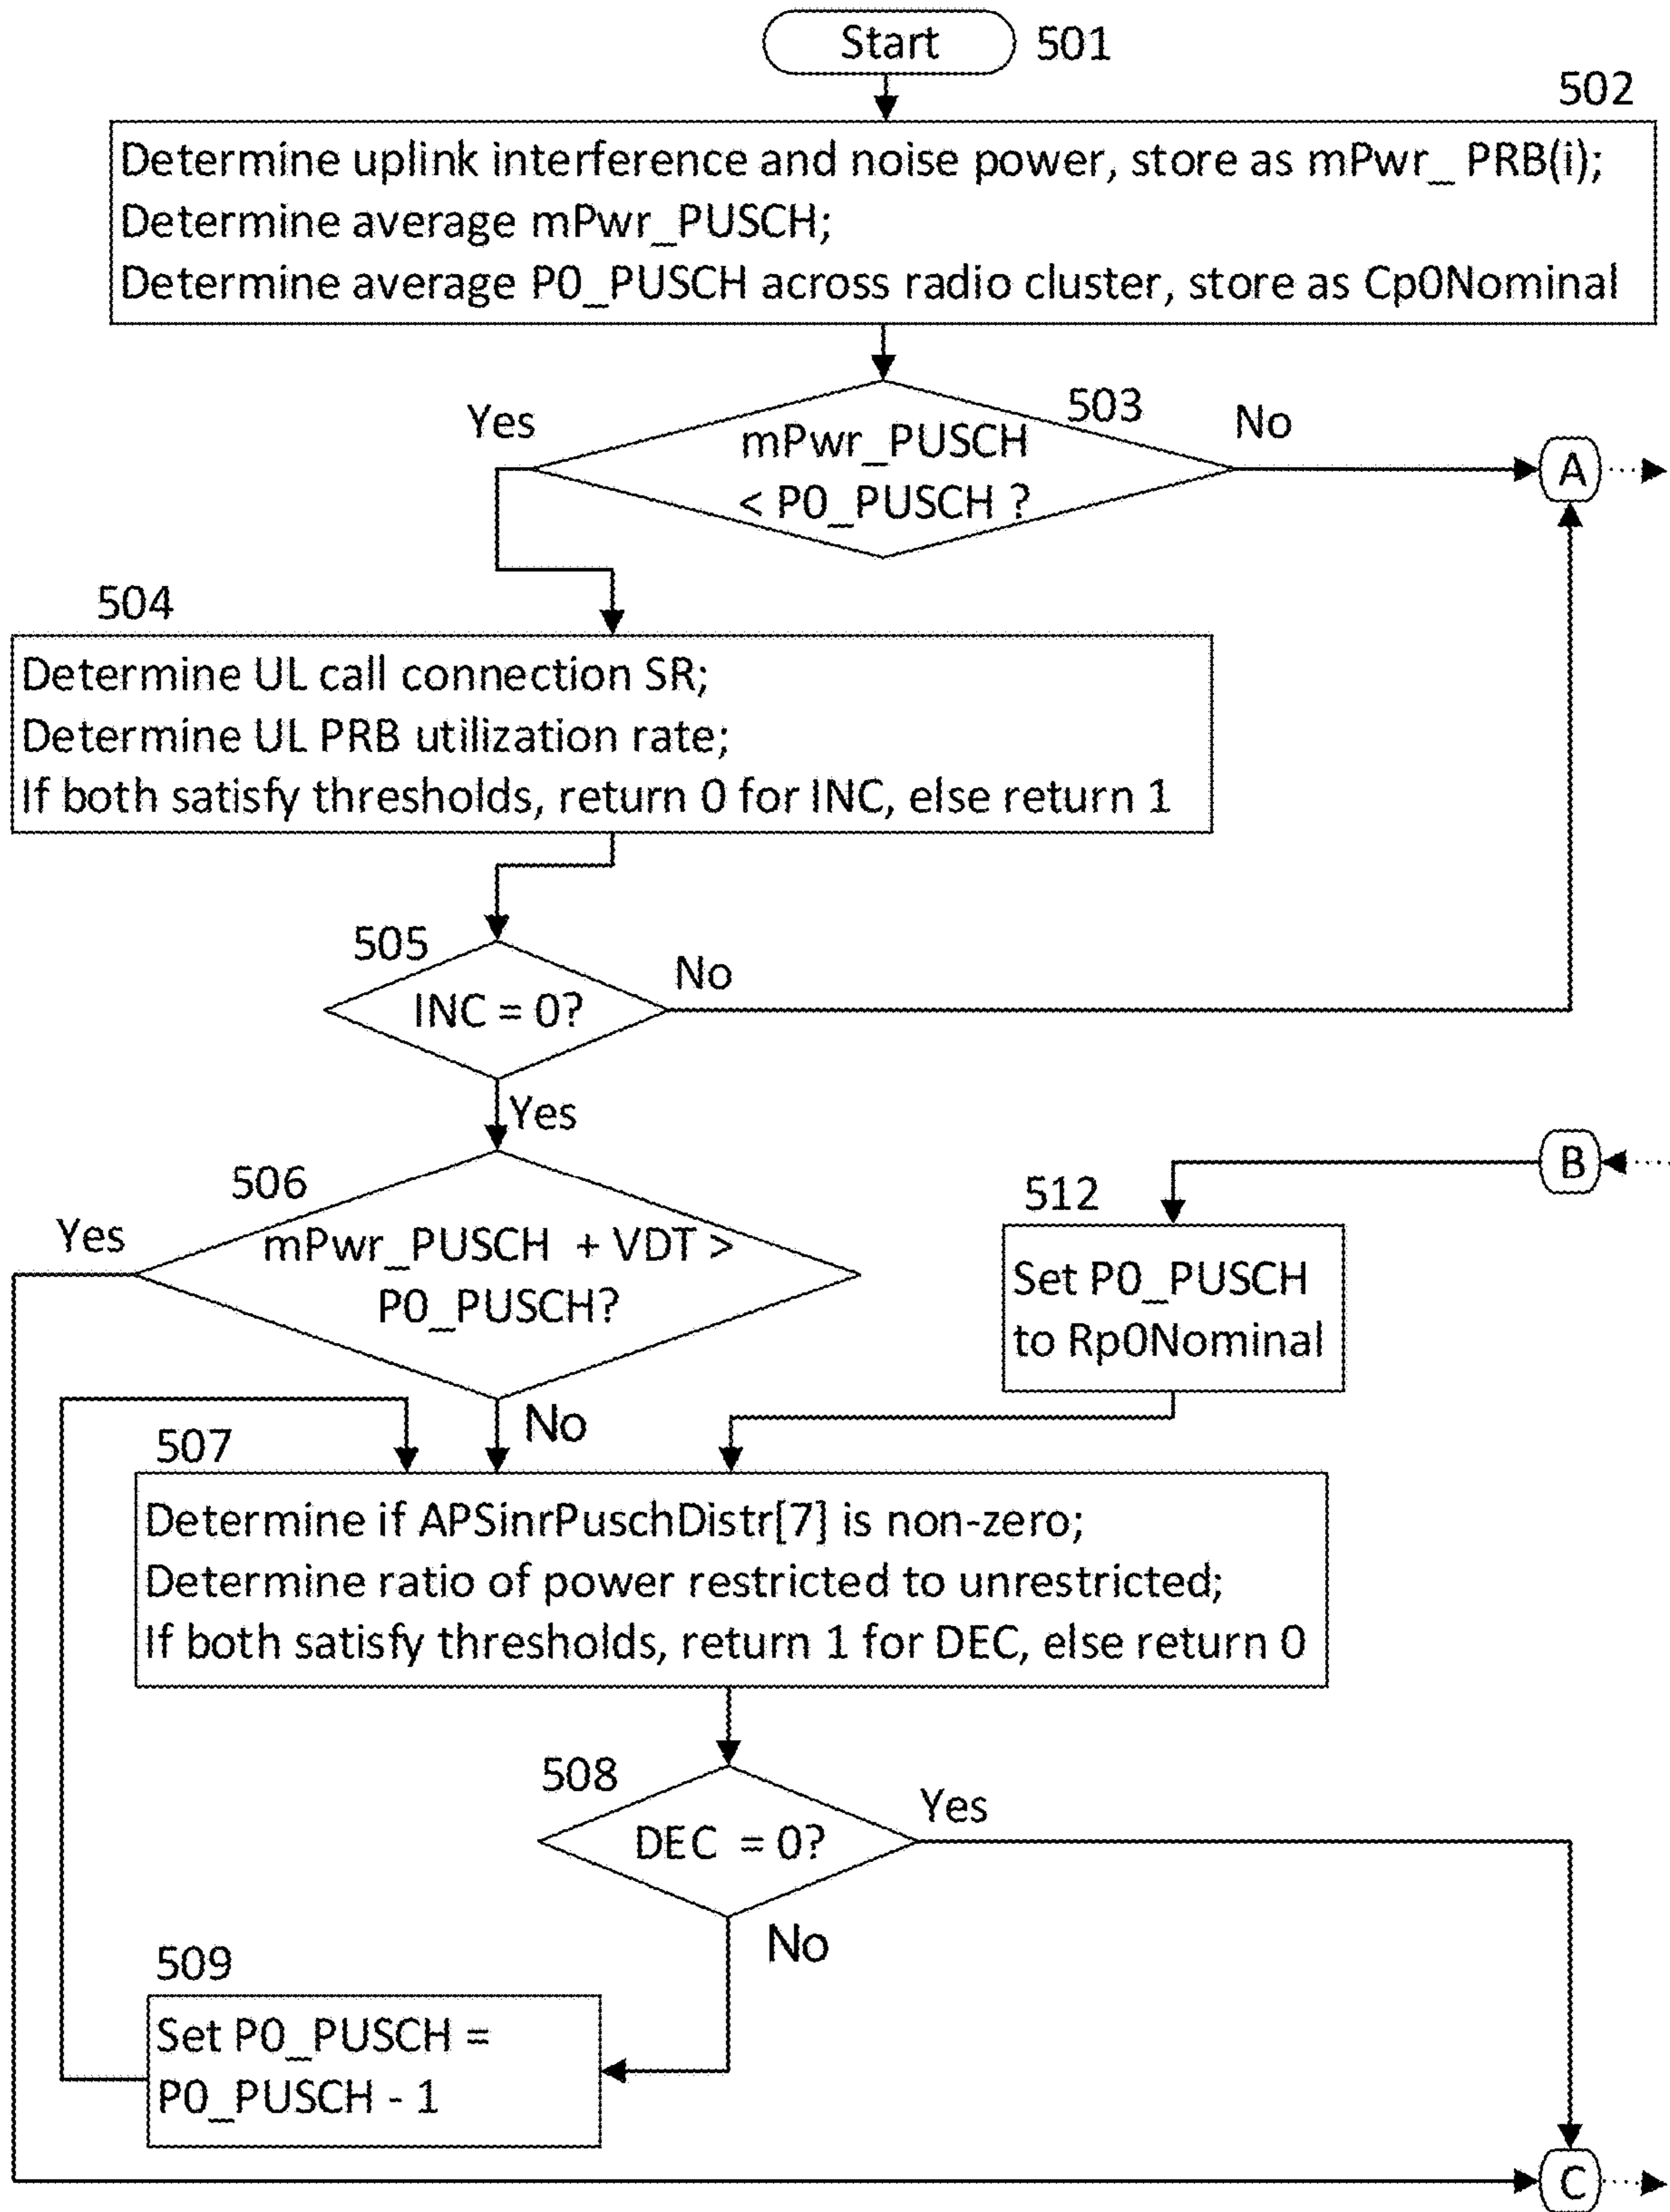 Start 501
502
Determine uplink interference and noise power, store as mPwr_ PRB(i);
Determine average mPwr_PUSCH;
Determine average P0_PUSCH across radio cluster, store as Cp0Nominal
Yes
503
No
mPwr_PUSCH
< P0_PUSCH ?
A
504
Determine UL call connection SR;
Determine UL PRB utilization rate;
If both satisfy thresholds, return 0 for INC, else return 1
505
No
INC = 0?
Yes
506
Yes
mPwr_PUSCH + VDT >
P0_PUSCH?
No
B
512
Set P0_PUSCH
to Rp0Nominal
507
Determine if APSinrPuschDistr[7] is non-zero;
Determine ratio of power restricted to unrestricted;
If both satisfy thresholds, return 1 for DEC, else return 0
508
Yes
DEC = 0?
No
509
Set P0_PUSCH =
P0_PUSCH - 1
C